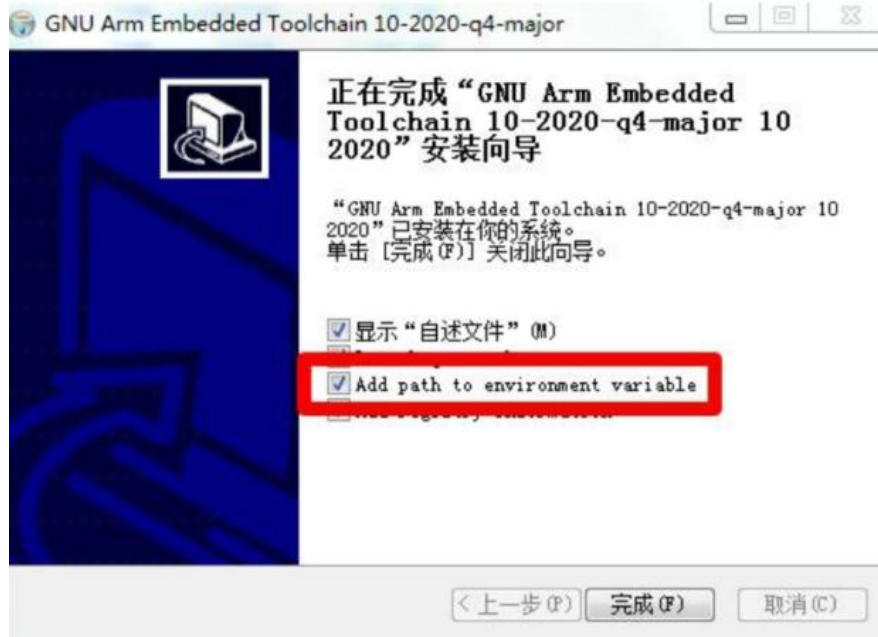 GNU Arm Embedded Toolchain 10-2020-q4-major
正在完成“GNU Arm Embedded
Toolchain 10-2020-q4-major 10
2020”安装向导
“GNU Arm Embedded Toolchain 10-2020-q4-major 10
2020”已安装在你的系统。
单击 [完成(F)] 关闭此向导。
显示“自述文件”(M)
Add path to environment variable
< 上一步(P)
完成(F)
取消(C)